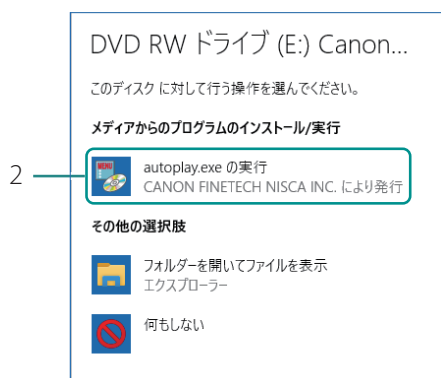 DVD RW ドライブ (E:) Canon...
このディスク に対して行う操作を選んでください。
メディアからのプログラムのインストール/実行
2
MENU
autoplay.exe の実行
CANON FINETECH NISCA INC. により発行
その他の選択肢
フォルダーを開いてファイルを表示
エクスプローラー
何もしない